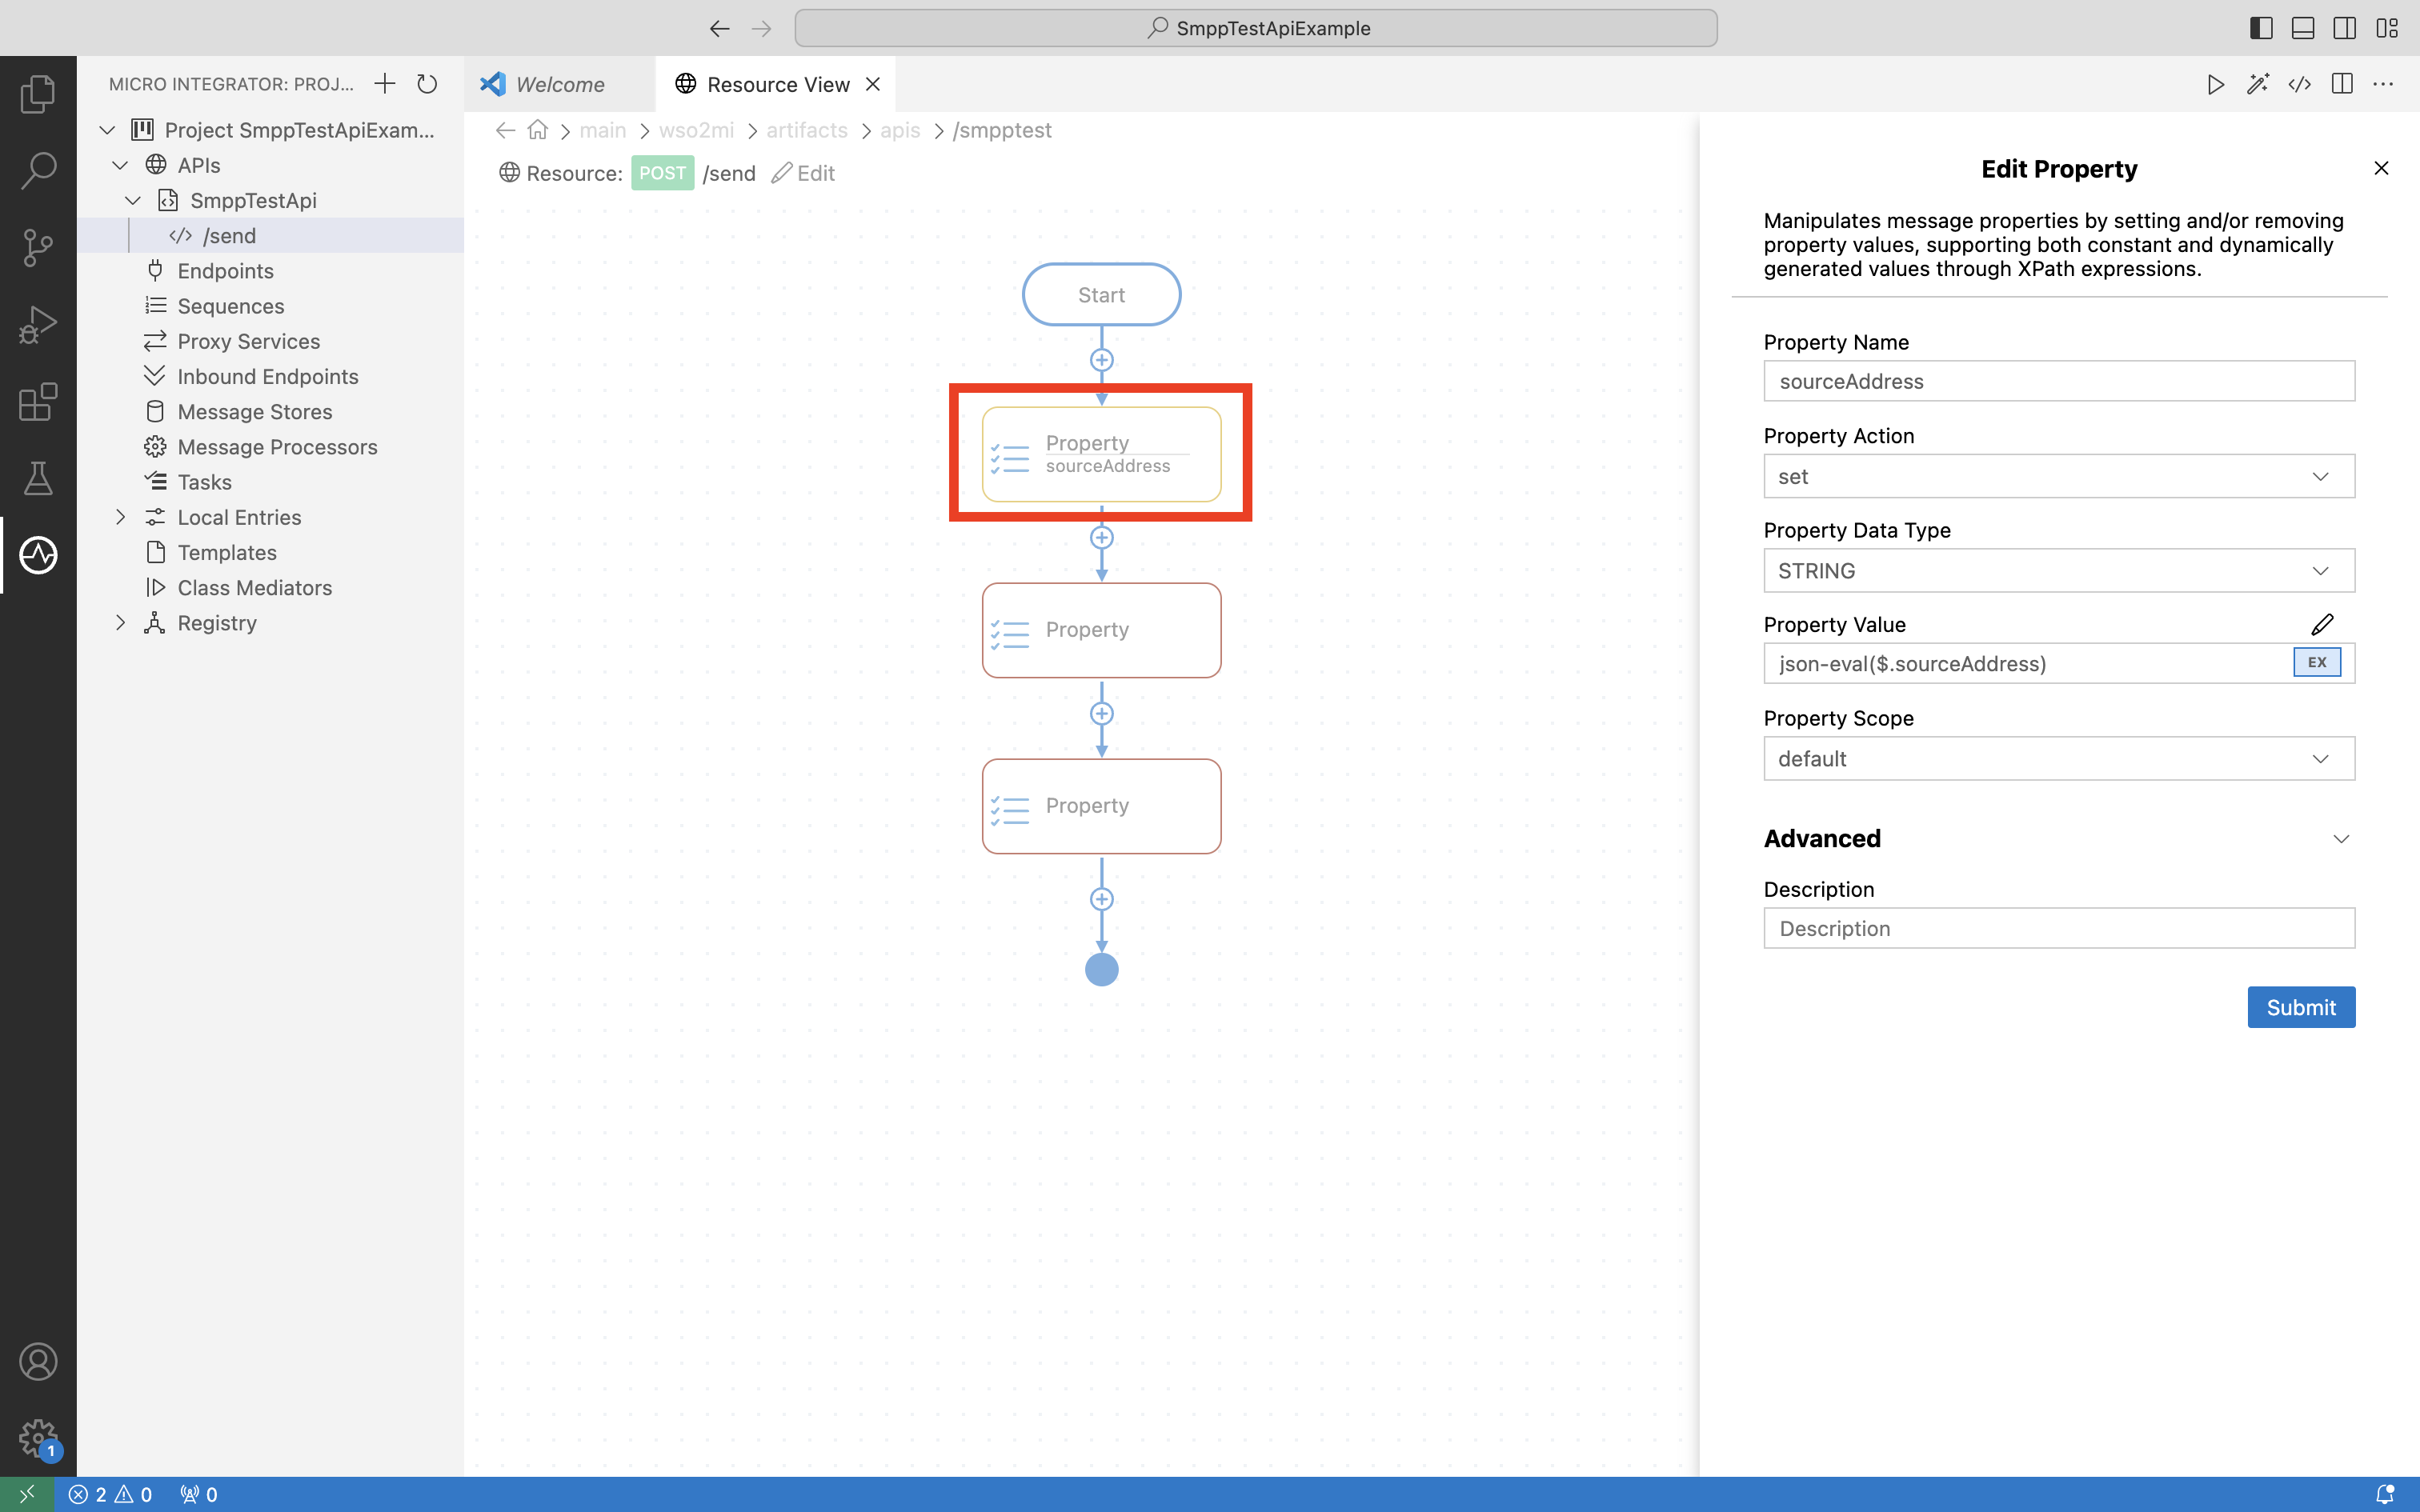 SmppTestApiExample
MICRO INTEGRATOR: PROJ...
Project SmppTestApiExam...
APIs
SmppTestApi
/send
Endpoints
Sequences
Proxy Services
Inbound Endpoints
Message Stores
Message Processors
Tasks
Local Entries
Templates
Class Mediators
Registry
Welcome
Resource View
main
wso2mi
artifacts
apis
/smpptest
Resource: POST /send Edit
Start
Property
sourceAddress
Property
Property
Edit Property
Manipulates message properties by setting and/or removing
property values, supporting both constant and dynamically
generated values through XPath expressions.
Property Name
sourceAddress
Property Action
set
Property Data Type
STRING
Property Value
json-eval($.sourceAddress)
EX
Property Scope
default
Advanced
Description
Description
Submit
1
2 0 0